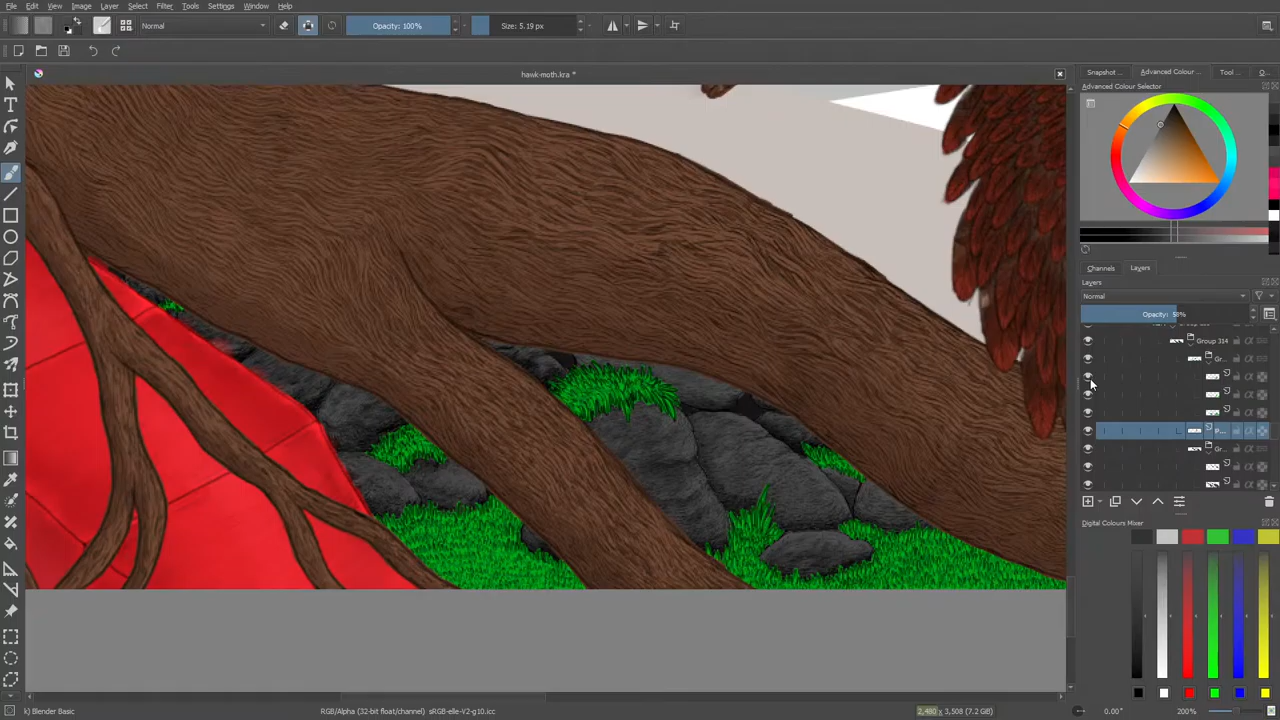 File Edit View Image Layer Select Filter Tools Settings Window Help
Normal Opacity: 100% Size: 5.19 px
hawk-moth.kra *
Snapshot ... Advanced Colour ... Tool ... O...
Advanced Colour Selector
Channels Layers
Layers
Normal
Opacity: 58%
Group 314
Gr...
P...
Gr...
Digital Colours Mixer
k) Blender Basic RGB/Alpha (32-bit float/channel) sRGB-elle-V2-g10.icc 2,480 x 3,508 (7.2 GB) 0.00° 200%